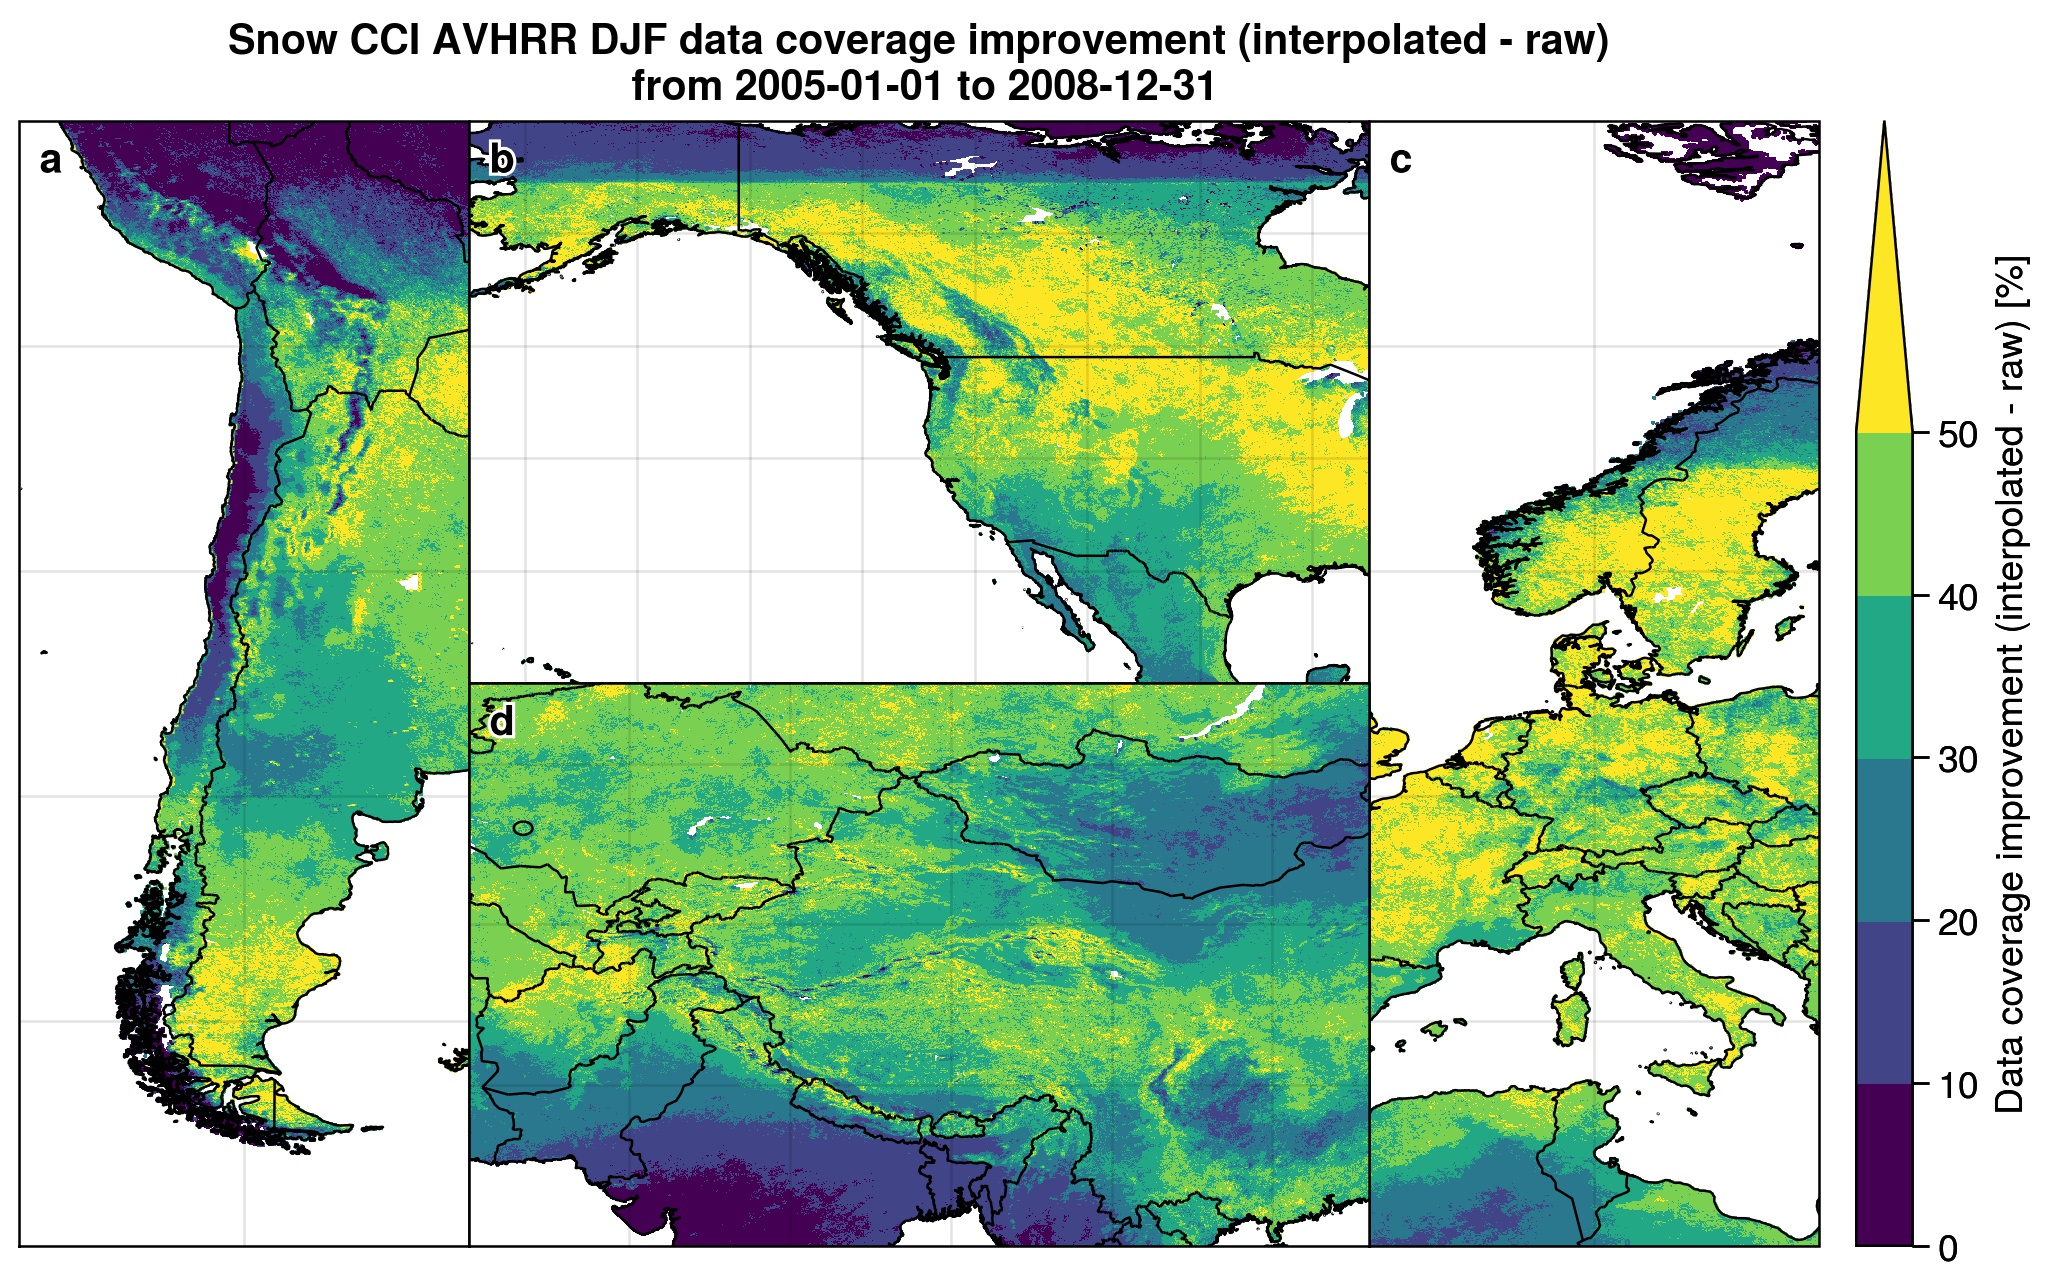 Snow CCI AVHRR DJF data coverage improvement (interpolated - raw)
from 2005-01-01 to 2008-12-31
a
b
c
d
50
40
30
20
10
0
Data coverage improvement (interpolated - raw) [%]